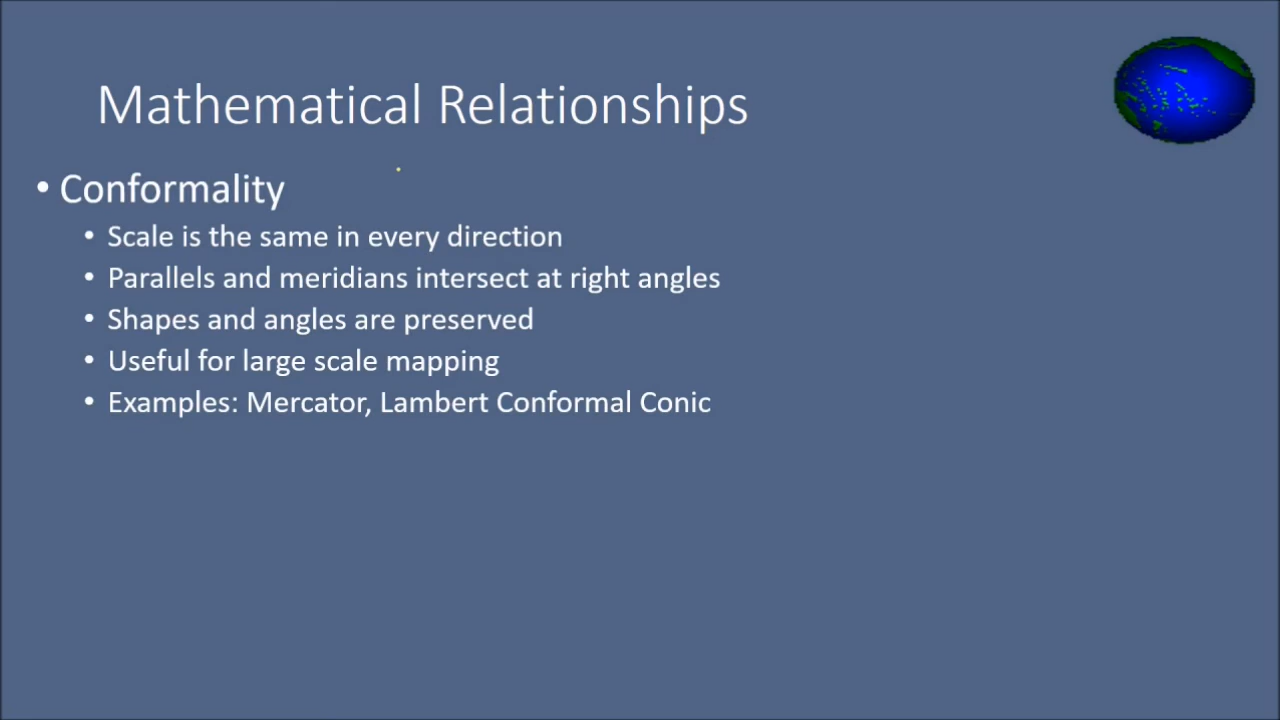 Mathematical Relationships
• Conformality
• Scale is the same in every direction
• Parallels and meridians intersect at right angles
• Shapes and angles are preserved
• Useful for large scale mapping
• Examples: Mercator, Lambert Conformal Conic